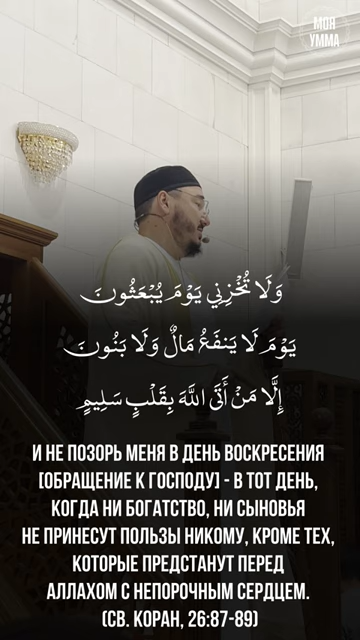 МОЯ
УММА
وَلَا تُخْزِنِي يَوْمَ يُبْعَثُونَ
يَوْمَ لَا يَنفَعُ مَالٌ وَلَا بَنُونَ
إِلَّا مَنْ أَتَى اللَّهَ بِقَلْبٍ سَلِيمٍ
И НЕ ПОЗОРЬ МЕНЯ В ДЕНЬ ВОСКРЕСЕНИЯ
[ОБРАЩЕНИЕ К ГОСПОДУ] - В ТОТ ДЕНЬ,
КОГДА НИ БОГАТСТВО, НИ СЫНОВЬЯ
НЕ ПРИНЕСУТ ПОЛЬЗЫ НИКОМУ, КРОМЕ ТЕХ,
КОТОРЫЕ ПРЕДСТАНУТ ПЕРЕД
АЛЛАХОМ С НЕПОРОЧНЫМ СЕРДЦЕМ.
(СВ. КОРАН, 26:87-89)